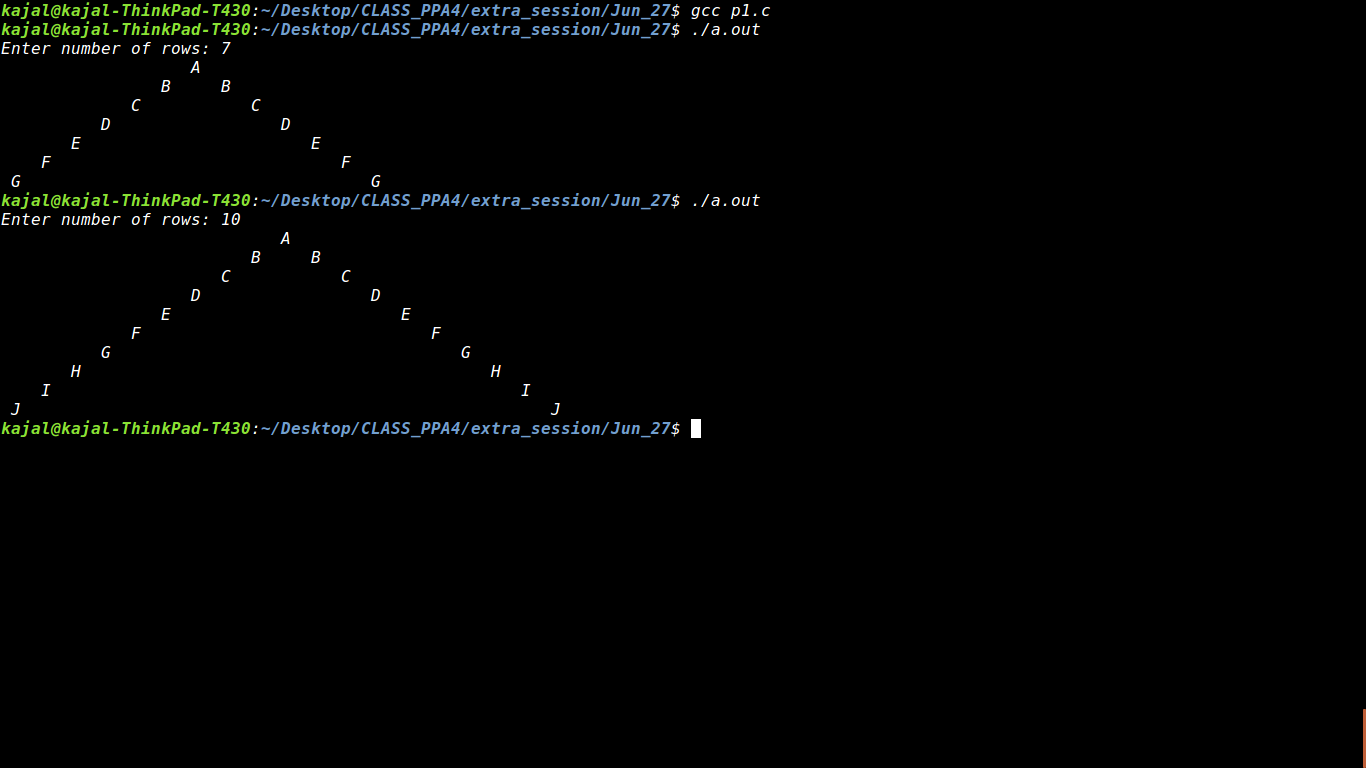 kajal@kajal-ThinkPad-T430:~/Desktop/CLASS_PPA4/extra_session/Jun_27$ gcc p1.c
kajal@kajal-ThinkPad-T430:~/Desktop/CLASS_PPA4/extra_session/Jun_27$ ./a.out
Enter number of rows: 7
                   A
                B     B
             C           C
          D                 D
       E                       E
    F                             F
 G                                   G
kajal@kajal-ThinkPad-T430:~/Desktop/CLASS_PPA4/extra_session/Jun_27$ ./a.out
Enter number of rows: 10
                            A
                         B     B
                      C           C
                   D                 D
                E                       E
             F                             F
          G                                   G
       H                                         H
    I                                               I
 J                                                     J
kajal@kajal-ThinkPad-T430:~/Desktop/CLASS_PPA4/extra_session/Jun_27$